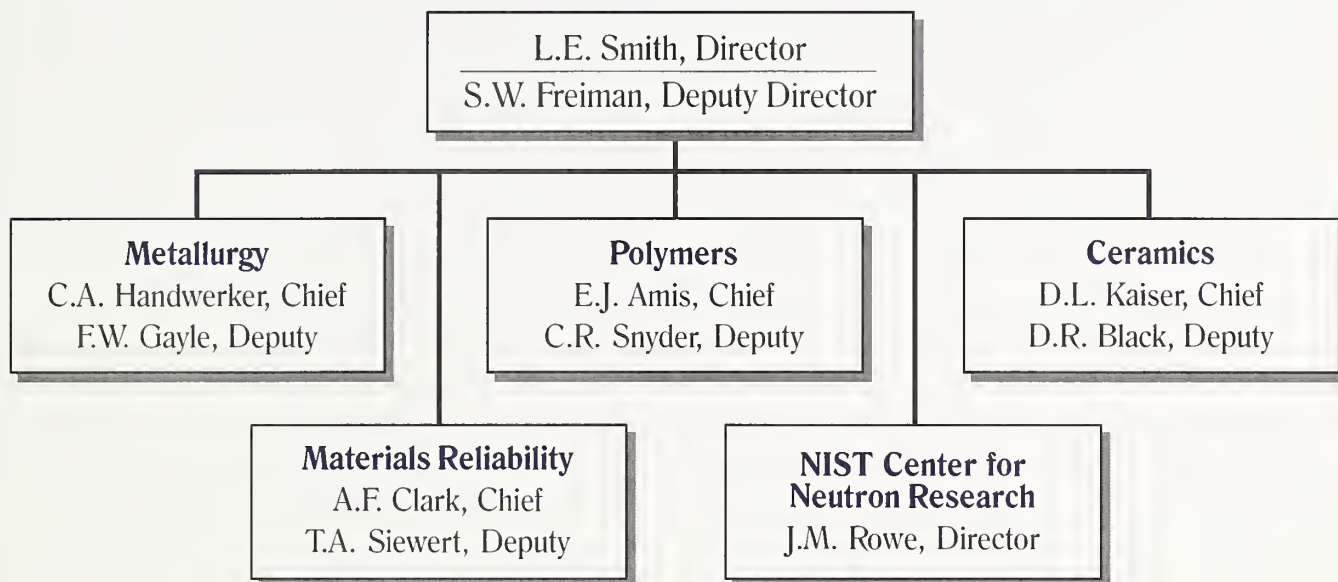 L.E. Smith, Director
S.W. Freiman, Deputy Director
Metallurgy
C.A. Handwerker, Chief
F.W. Gayle, Deputy
Polymers
E.J. Amis, Chief
C.R. Snyder, Deputy
Ceramics
D.L. Kaiser, Chief
D.R. Black, Deputy
Materials Reliability
A.F. Clark, Chief
T.A. Siewert, Deputy
NIST Center for
Neutron Research
J.M. Rowe, Director